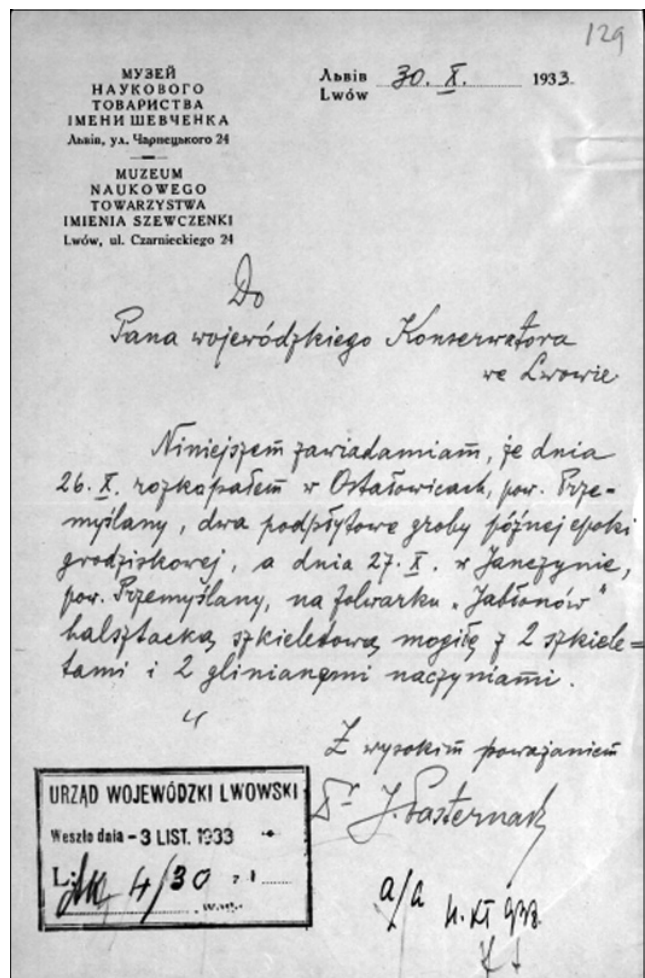 129
МУЗЕЙ
НАУКОВОГО
ТОВАРИСТВА
ІМЕНИ ШЕВЧЕНКА
Львів, ул. Чарнецького 24
MUZEUM
NAUKOWEGO
TOWARZYSTWA
IMIENIA SZEWCZENKI
Lwów, ul. Czarnieckiego 24
Львів
Lwów 30. X. 1933.
Do
Pana wojewódzkiego Konserwatora
we Lwowie
Niniejszem zawiadamiam, że dnia
26. X. rozkopałem w Ostałowicach, pow. Prze-
myślany, dwa podpłytowe groby późnej epoki
grodziskowej, a dnia 27. X. w Janczynie,
pow. Przemyślany, na folwarku „Jabłonów"
halsztacką szkieletową mogiłę z 2 szkiele=
tami i 2 glinianemi naczyniami.
Z wysokim poważaniem
Dr J. Pasternak
URZĄD WOJEWÓDZKI LWOWSKI
Weszło dnia - 3 LIST. 1933
L: 4/30
a/a